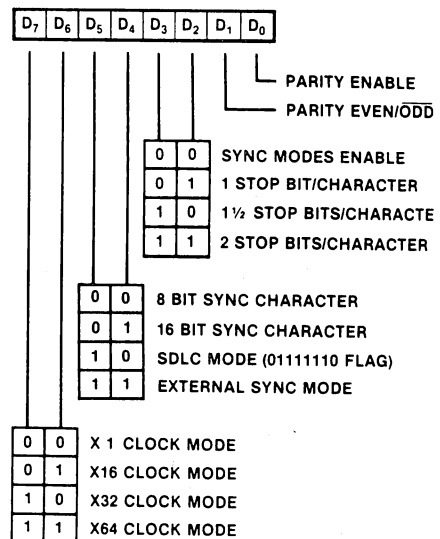 D7 D6 D5 D4 D3 D2 D1 D0
PARITY ENABLE
PARITY EVEN/ODD
0 0 SYNC MODES ENABLE
0 1 1 STOP BIT/CHARACTER
1 0 1½ STOP BITS/CHARACTE
1 1 2 STOP BITS/CHARACTER
0 0 8 BIT SYNC CHARACTER
0 1 16 BIT SYNC CHARACTER
1 0 SDLC MODE (01111110 FLAG)
1 1 EXTERNAL SYNC MODE
0 0 X 1 CLOCK MODE
0 1 X16 CLOCK MODE
1 0 X32 CLOCK MODE
1 1 X64 CLOCK MODE